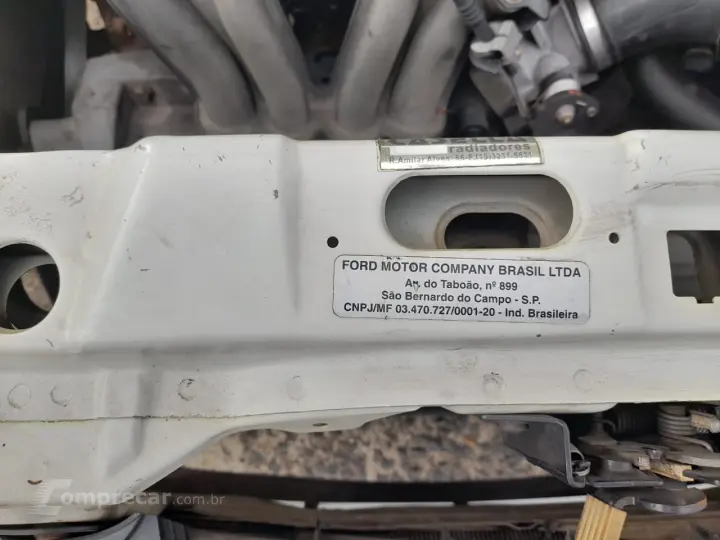 radiadores
FORD MOTOR COMPANY BRASIL LTDA
Av. do Taboão, nº 899
São Bernardo do Campo - S.P.
CNPJ/MF 03.470.727/0001-20 - Ind. Brasileira
Comprecar.com.br